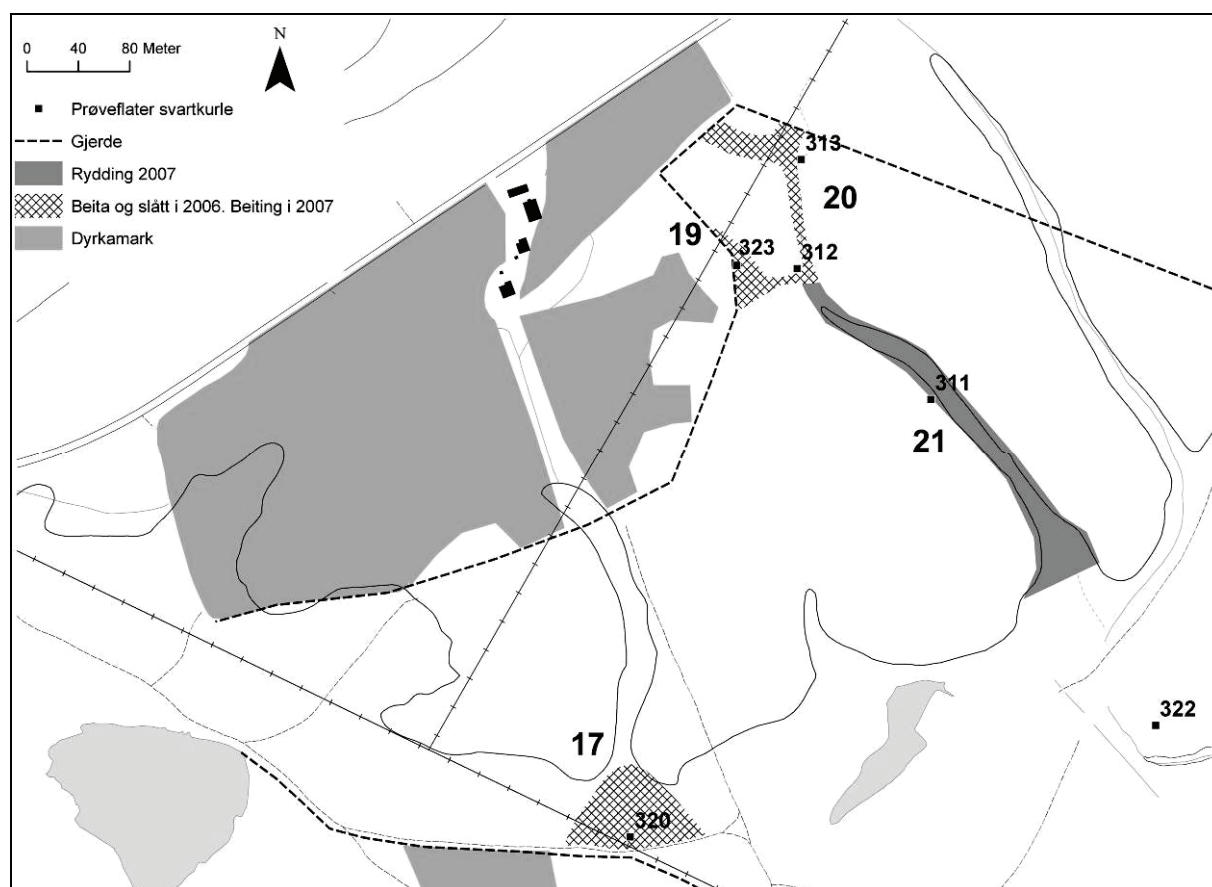 N
0 40 80 Meter
Prøveflater svartkurle
Gjerde
Rydding 2007
Beita og slått i 2006. Beiting i 2007
Dyrkamark
313
20
19
323
312
311
21
322
17
320